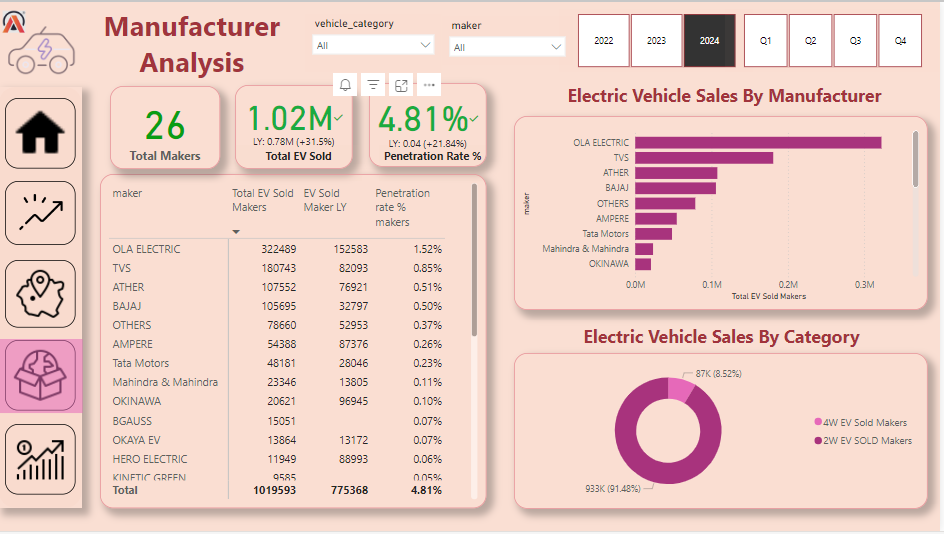 Manufacturer
Analysis
vehicle_category
All
maker
All
2022
2023
2024
Q1
Q2
Q3
Q4
26
Total Makers
1.02M
LY: 0.78M (+31.5%)
Total EV Sold
4.81%
LY: 0.04 (+21.84%)
Penetration Rate %
maker Total EV Sold Makers EV Sold Maker LY Penetration rate % makers
OLA ELECTRIC 322489 152583 1.52%
TVS 180743 82093 0.85%
ATHER 107552 76921 0.51%
BAJAJ 105695 32797 0.50%
OTHERS 78660 52953 0.37%
AMPERE 54388 87376 0.26%
Tata Motors 48181 28046 0.23%
Mahindra & Mahindra 23346 13805 0.11%
OKINAWA 20621 96945 0.10%
BGAUSS 15051 0.07%
OKAYA EV 13864 13172 0.07%
HERO ELECTRIC 11949 88993 0.06%
KINETIC GREEN 9585 0.05%
Total 1019593 775368 4.81%
Electric Vehicle Sales By Manufacturer
maker
OLA ELECTRIC
TVS
ATHER
BAJAJ
OTHERS
AMPERE
Tata Motors
Mahindra & Mahindra
OKINAWA
0.0M 0.1M 0.2M 0.3M
Total EV Sold Makers
Electric Vehicle Sales By Category
87K (8.52%)
933K (91.48%)
4W EV Sold Makers
2W EV SOLD Makers